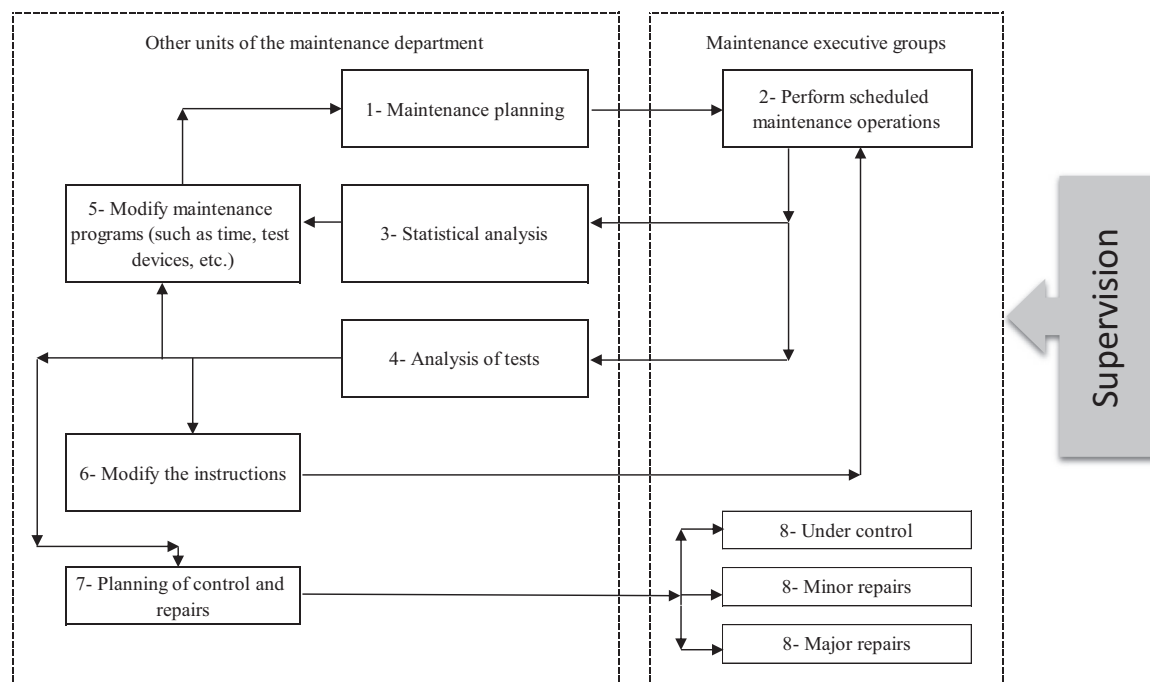 Other units of the maintenance department
Maintenance executive groups
1- Maintenance planning
2- Perform scheduled
maintenance operations
5- Modify maintenance
programs (such as time, test
devices, etc.)
3- Statistical analysis
4- Analysis of tests
6- Modify the instructions
7- Planning of control and
repairs
8- Under control
8- Minor repairs
8- Major repairs
Supervision